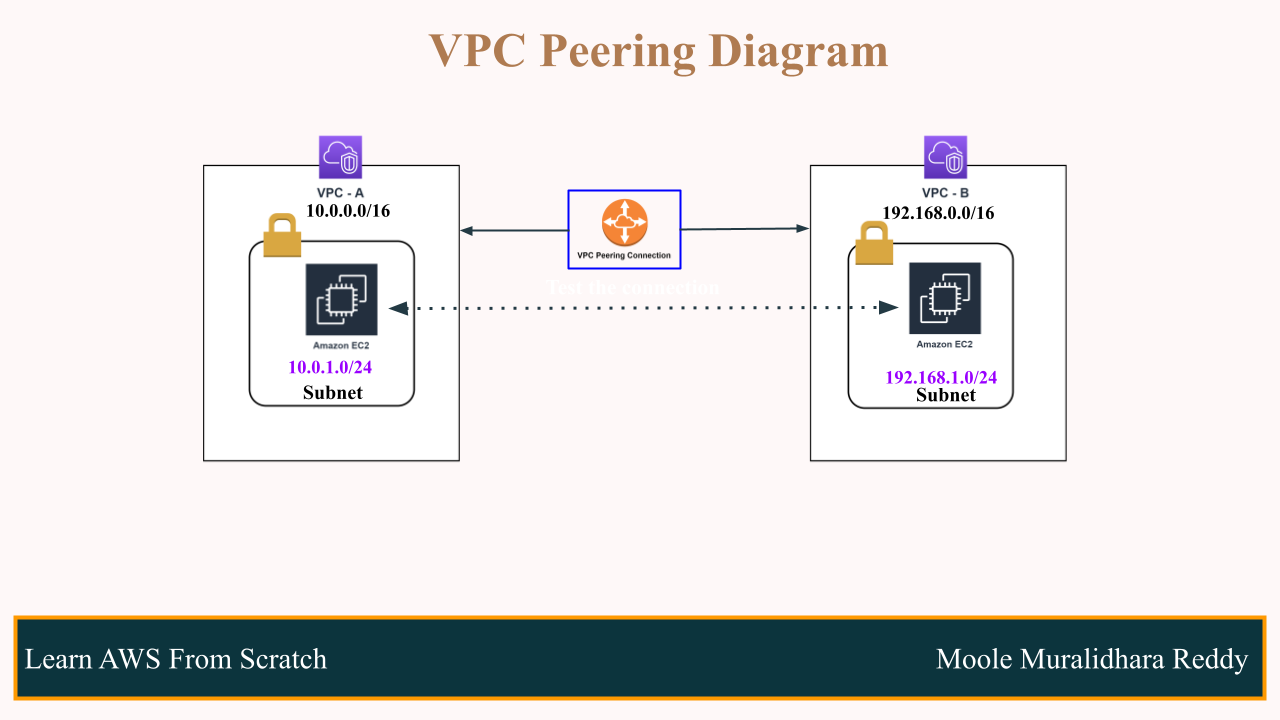 VPC Peering Diagram
VPC - A
10.0.0.0/16
VPC Peering Connection
VPC - B
192.168.0.0/16
Test the connection
Amazon EC2
10.0.1.0/24
Subnet
Amazon EC2
192.168.1.0/24
Subnet
Learn AWS From Scratch
Moole Muralidhara Reddy